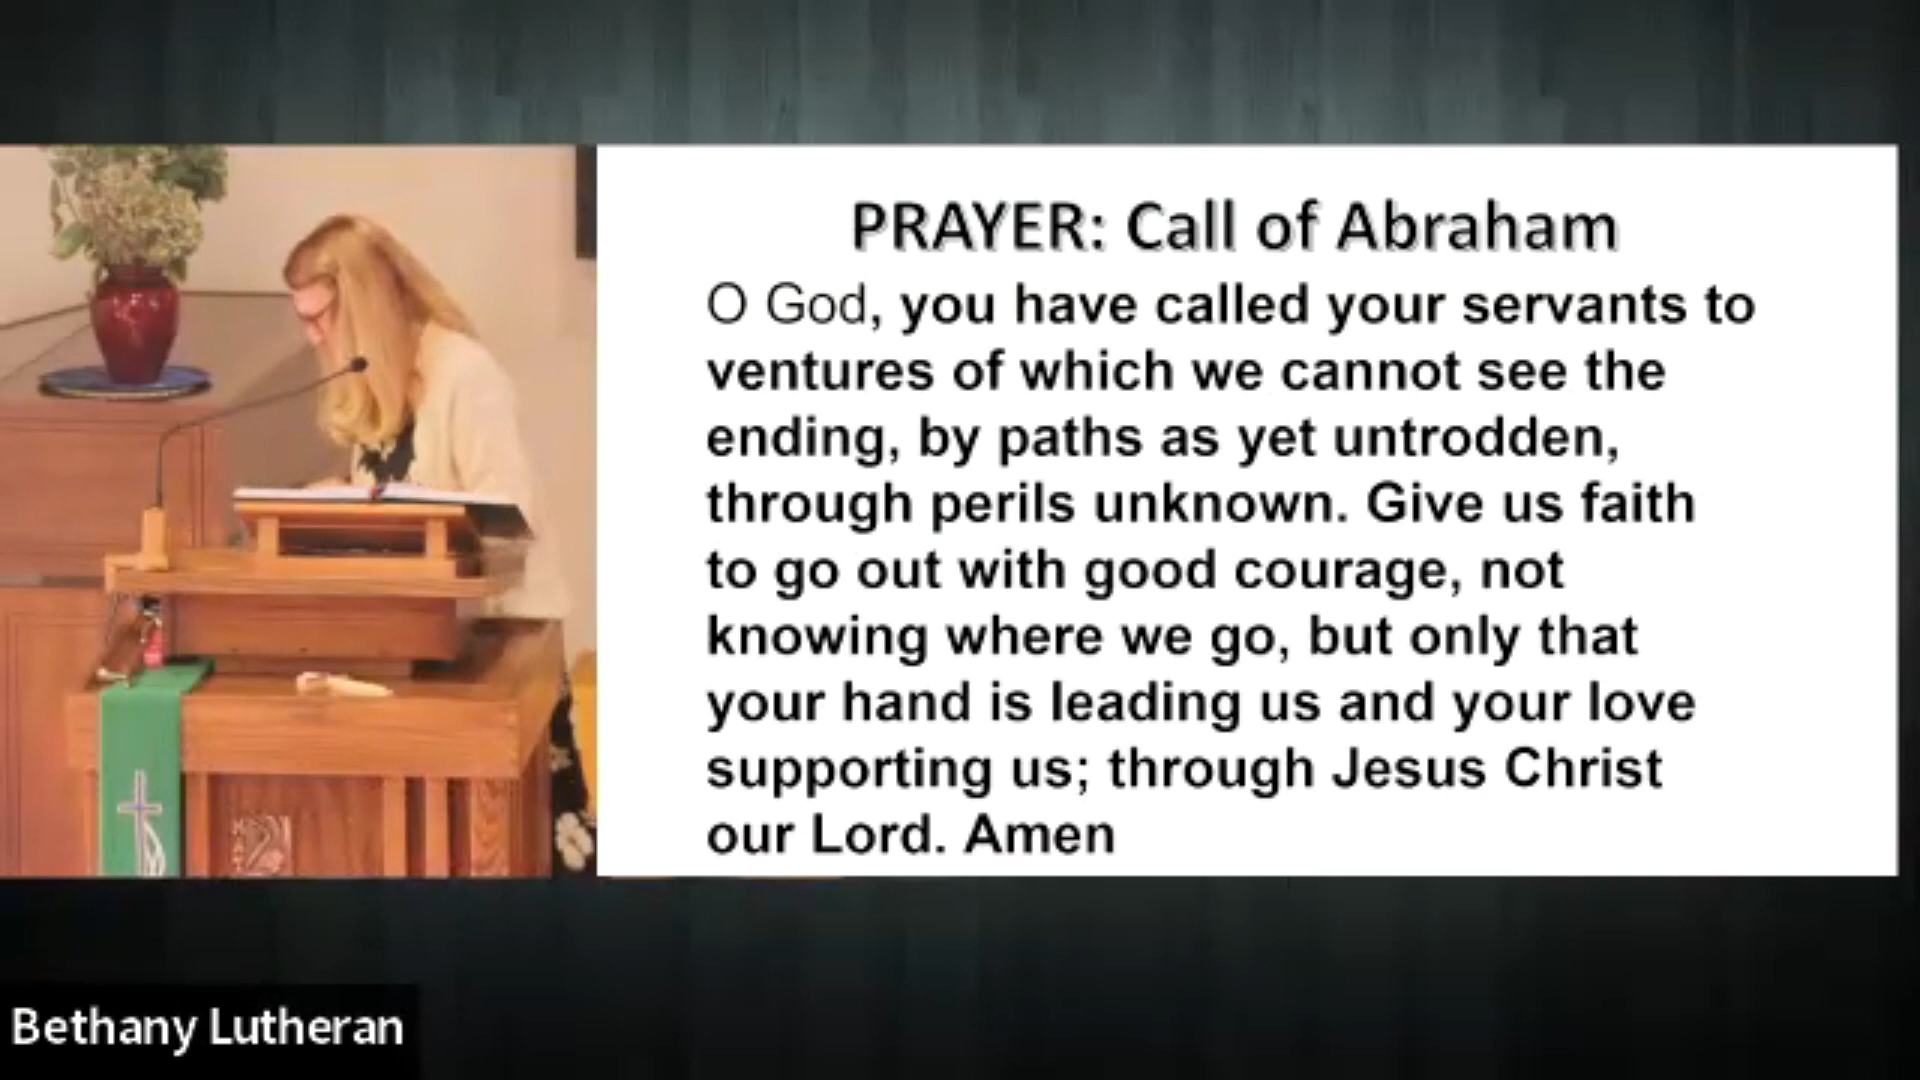 PRAYER: Call of Abraham
O God, you have called your servants to
ventures of which we cannot see the
ending, by paths as yet untrodden,
through perils unknown. Give us faith
to go out with good courage, not
knowing where we go, but only that
your hand is leading us and your love
supporting us; through Jesus Christ
our Lord. Amen
Bethany Lutheran